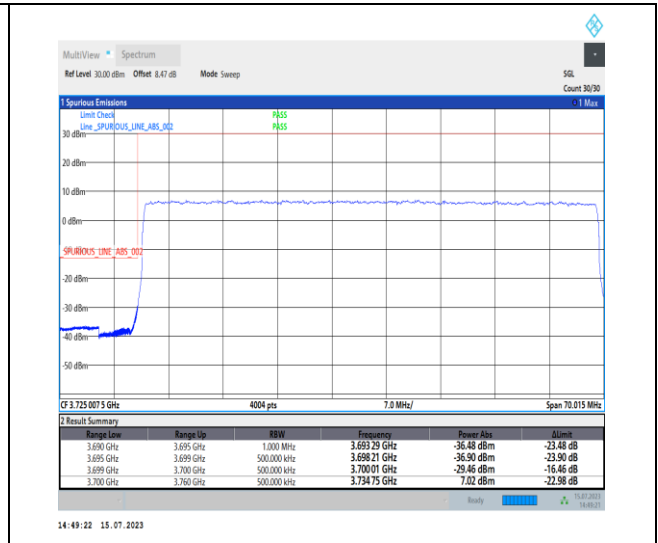 MultiView Spectrum
Ref Level 30.00 dBm Offset 8.47 dB Mode Sweep SGL
Count 30/30
1 Spurious Emissions 1 Max
Limit Check PASS
Line _SPURIOUS_LINE_ABS_002 PASS
30 dBm
20 dBm
10 dBm
0 dBm
_SPURIOUS_LINE_ABS_002
-20 dBm
-30 dBm
-40 dBm
-50 dBm
CF 3.725 007 5 GHz 4004 pts 7.0 MHz/ Span 70.015 MHz
2 Result Summary
Range Low Range Up RBW Frequency Power Abs ΔLimit
3.690 GHz 3.695 GHz 1.000 MHz 3.693 29 GHz -36.48 dBm -23.48 dB
3.695 GHz 3.699 GHz 500.000 kHz 3.698 21 GHz -36.90 dBm -23.90 dB
3.699 GHz 3.700 GHz 500.000 kHz 3.700 01 GHz -29.46 dBm -16.46 dB
3.700 GHz 3.760 GHz 500.000 kHz 3.734 75 GHz 7.02 dBm -22.98 dB
Ready 15.07.2023
14:49:21
14:49:22 15.07.2023